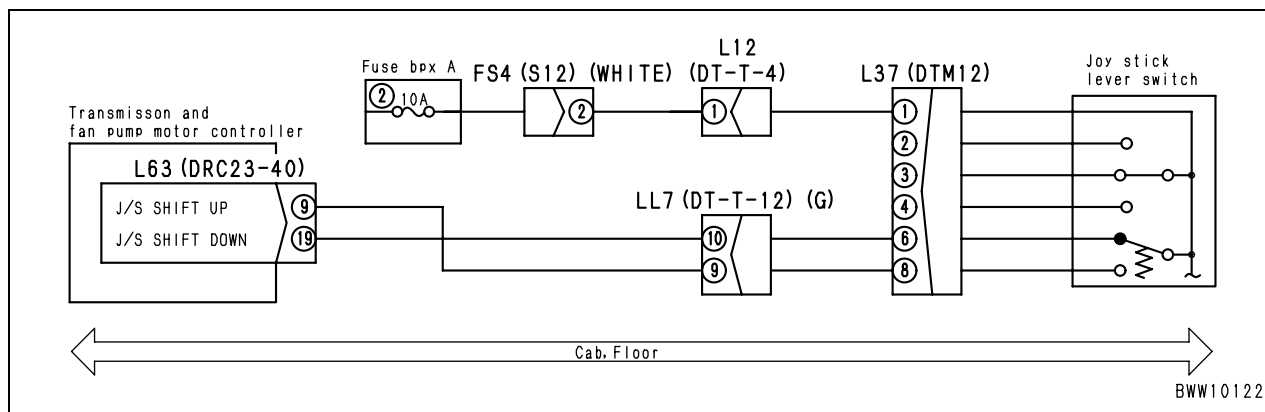 Fuse bpx A
② 10A
FS4 (S12) (WHITE)
②
L12
(DT-T-4)
①
L37 (DTM12)
①
②
③
④
⑥
⑧
Joy stick
lever switch
Transmisson and
fan pump motor controller
L63 (DRC23-40)
J/S SHIFT UP ⑨
J/S SHIFT DOWN ⑲
LL7 (DT-T-12) (G)
⑩
⑨
Cab, Floor
BWW10122